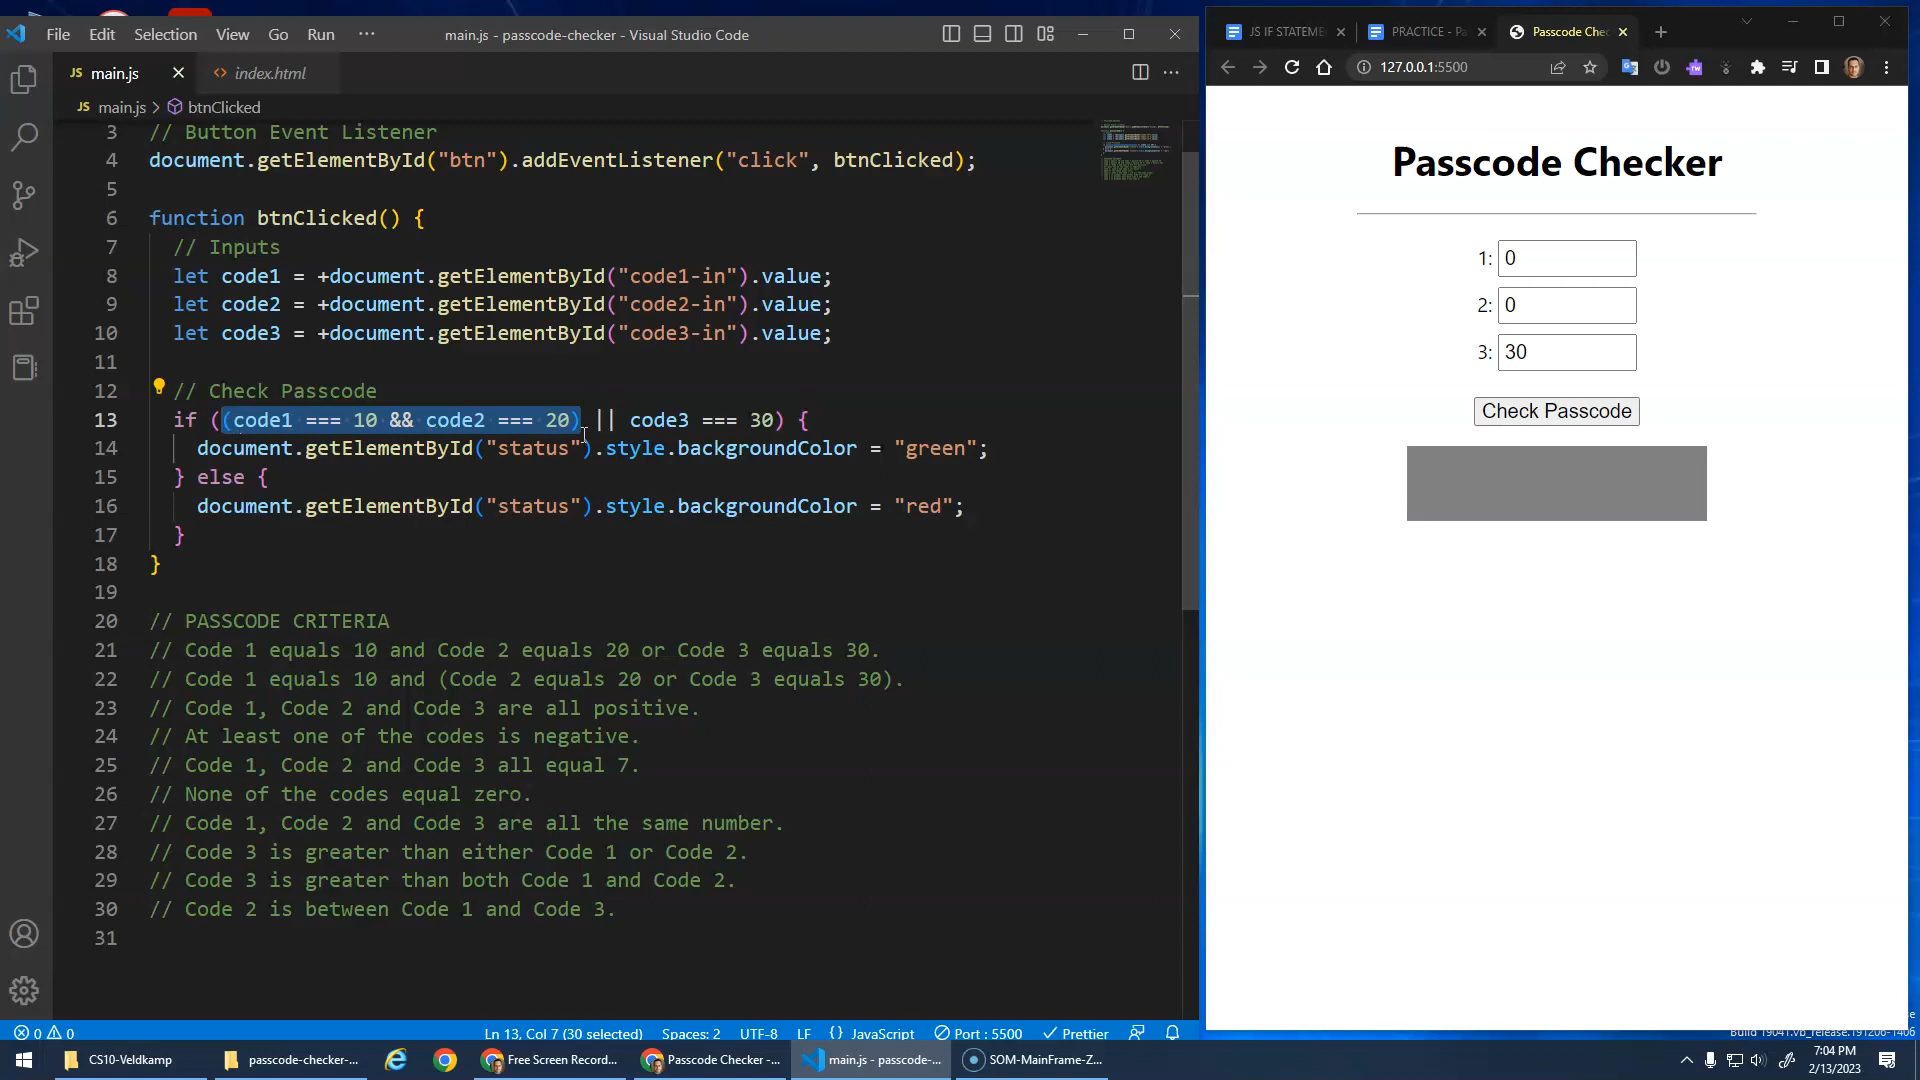 File Edit Selection View Go Run ···
main.js - passcode-checker - Visual Studio Code
JS main.js
<> index.html
JS main.js > btnClicked
3 // Button Event Listener
4 document.getElementById("btn").addEventListener("click", btnClicked);
5
6 function btnClicked() {
7 // Inputs
8 let code1 = +document.getElementById("code1-in").value;
9 let code2 = +document.getElementById("code2-in").value;
10 let code3 = +document.getElementById("code3-in").value;
11
12 // Check Passcode
13 if ((code1 === 10 && code2 === 20) || code3 === 30) {
14 document.getElementById("status").style.backgroundColor = "green";
15 } else {
16 document.getElementById("status").style.backgroundColor = "red";
17 }
18 }
19
20 // PASSCODE CRITERIA
21 // Code 1 equals 10 and Code 2 equals 20 or Code 3 equals 30.
22 // Code 1 equals 10 and (Code 2 equals 20 or Code 3 equals 30).
23 // Code 1, Code 2 and Code 3 are all positive.
24 // At least one of the codes is negative.
25 // Code 1, Code 2 and Code 3 all equal 7.
26 // None of the codes equal zero.
27 // Code 1, Code 2 and Code 3 are all the same number.
28 // Code 3 is greater than either Code 1 or Code 2.
29 // Code 3 is greater than both Code 1 and Code 2.
30 // Code 2 is between Code 1 and Code 3.
31
0 0
Ln 13, Col 7 (30 selected) Spaces: 2 UTF-8 LF {} JavaScript Port : 5500 Prettier
JS IF STATEME
PRACTICE - Pa
Passcode Che
127.0.0.1:5500
Passcode Checker
1: 0
2: 0
3: 30
Check Passcode
Build 19041.vb_release.191206-1406
CS10-Veldkamp
passcode-checker-...
Free Screen Record...
Passcode Checker -...
main.js - passcode-...
SOM-MainFrame-Z...
7:04 PM
2/13/2023